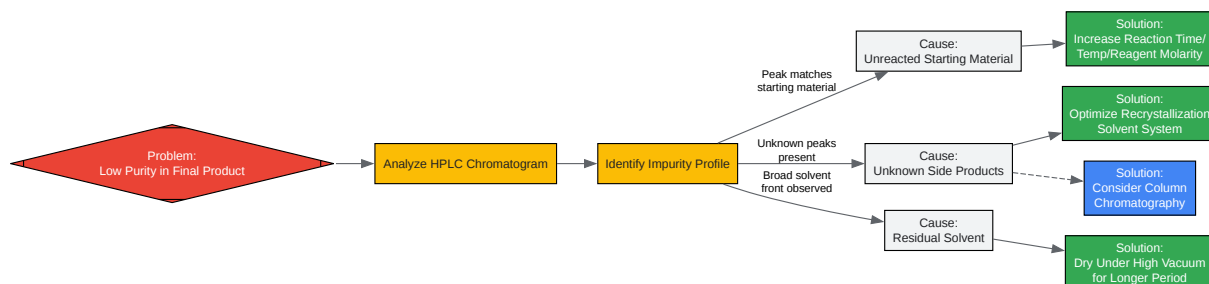 Problem:
Low Purity in Final Product
Analyze HPLC Chromatogram
Identify Impurity Profile
Peak matches
starting material
Unknown peaks
present
Broad solvent
front observed
Cause:
Unreacted Starting Material
Cause:
Unknown Side Products
Cause:
Residual Solvent
Solution:
Increase Reaction Time/
Temp/Reagent Molarity
Solution:
Optimize Recrystallization
Solvent System
Solution:
Consider Column
Chromatography
Solution:
Dry Under High Vacuum
for Longer Period